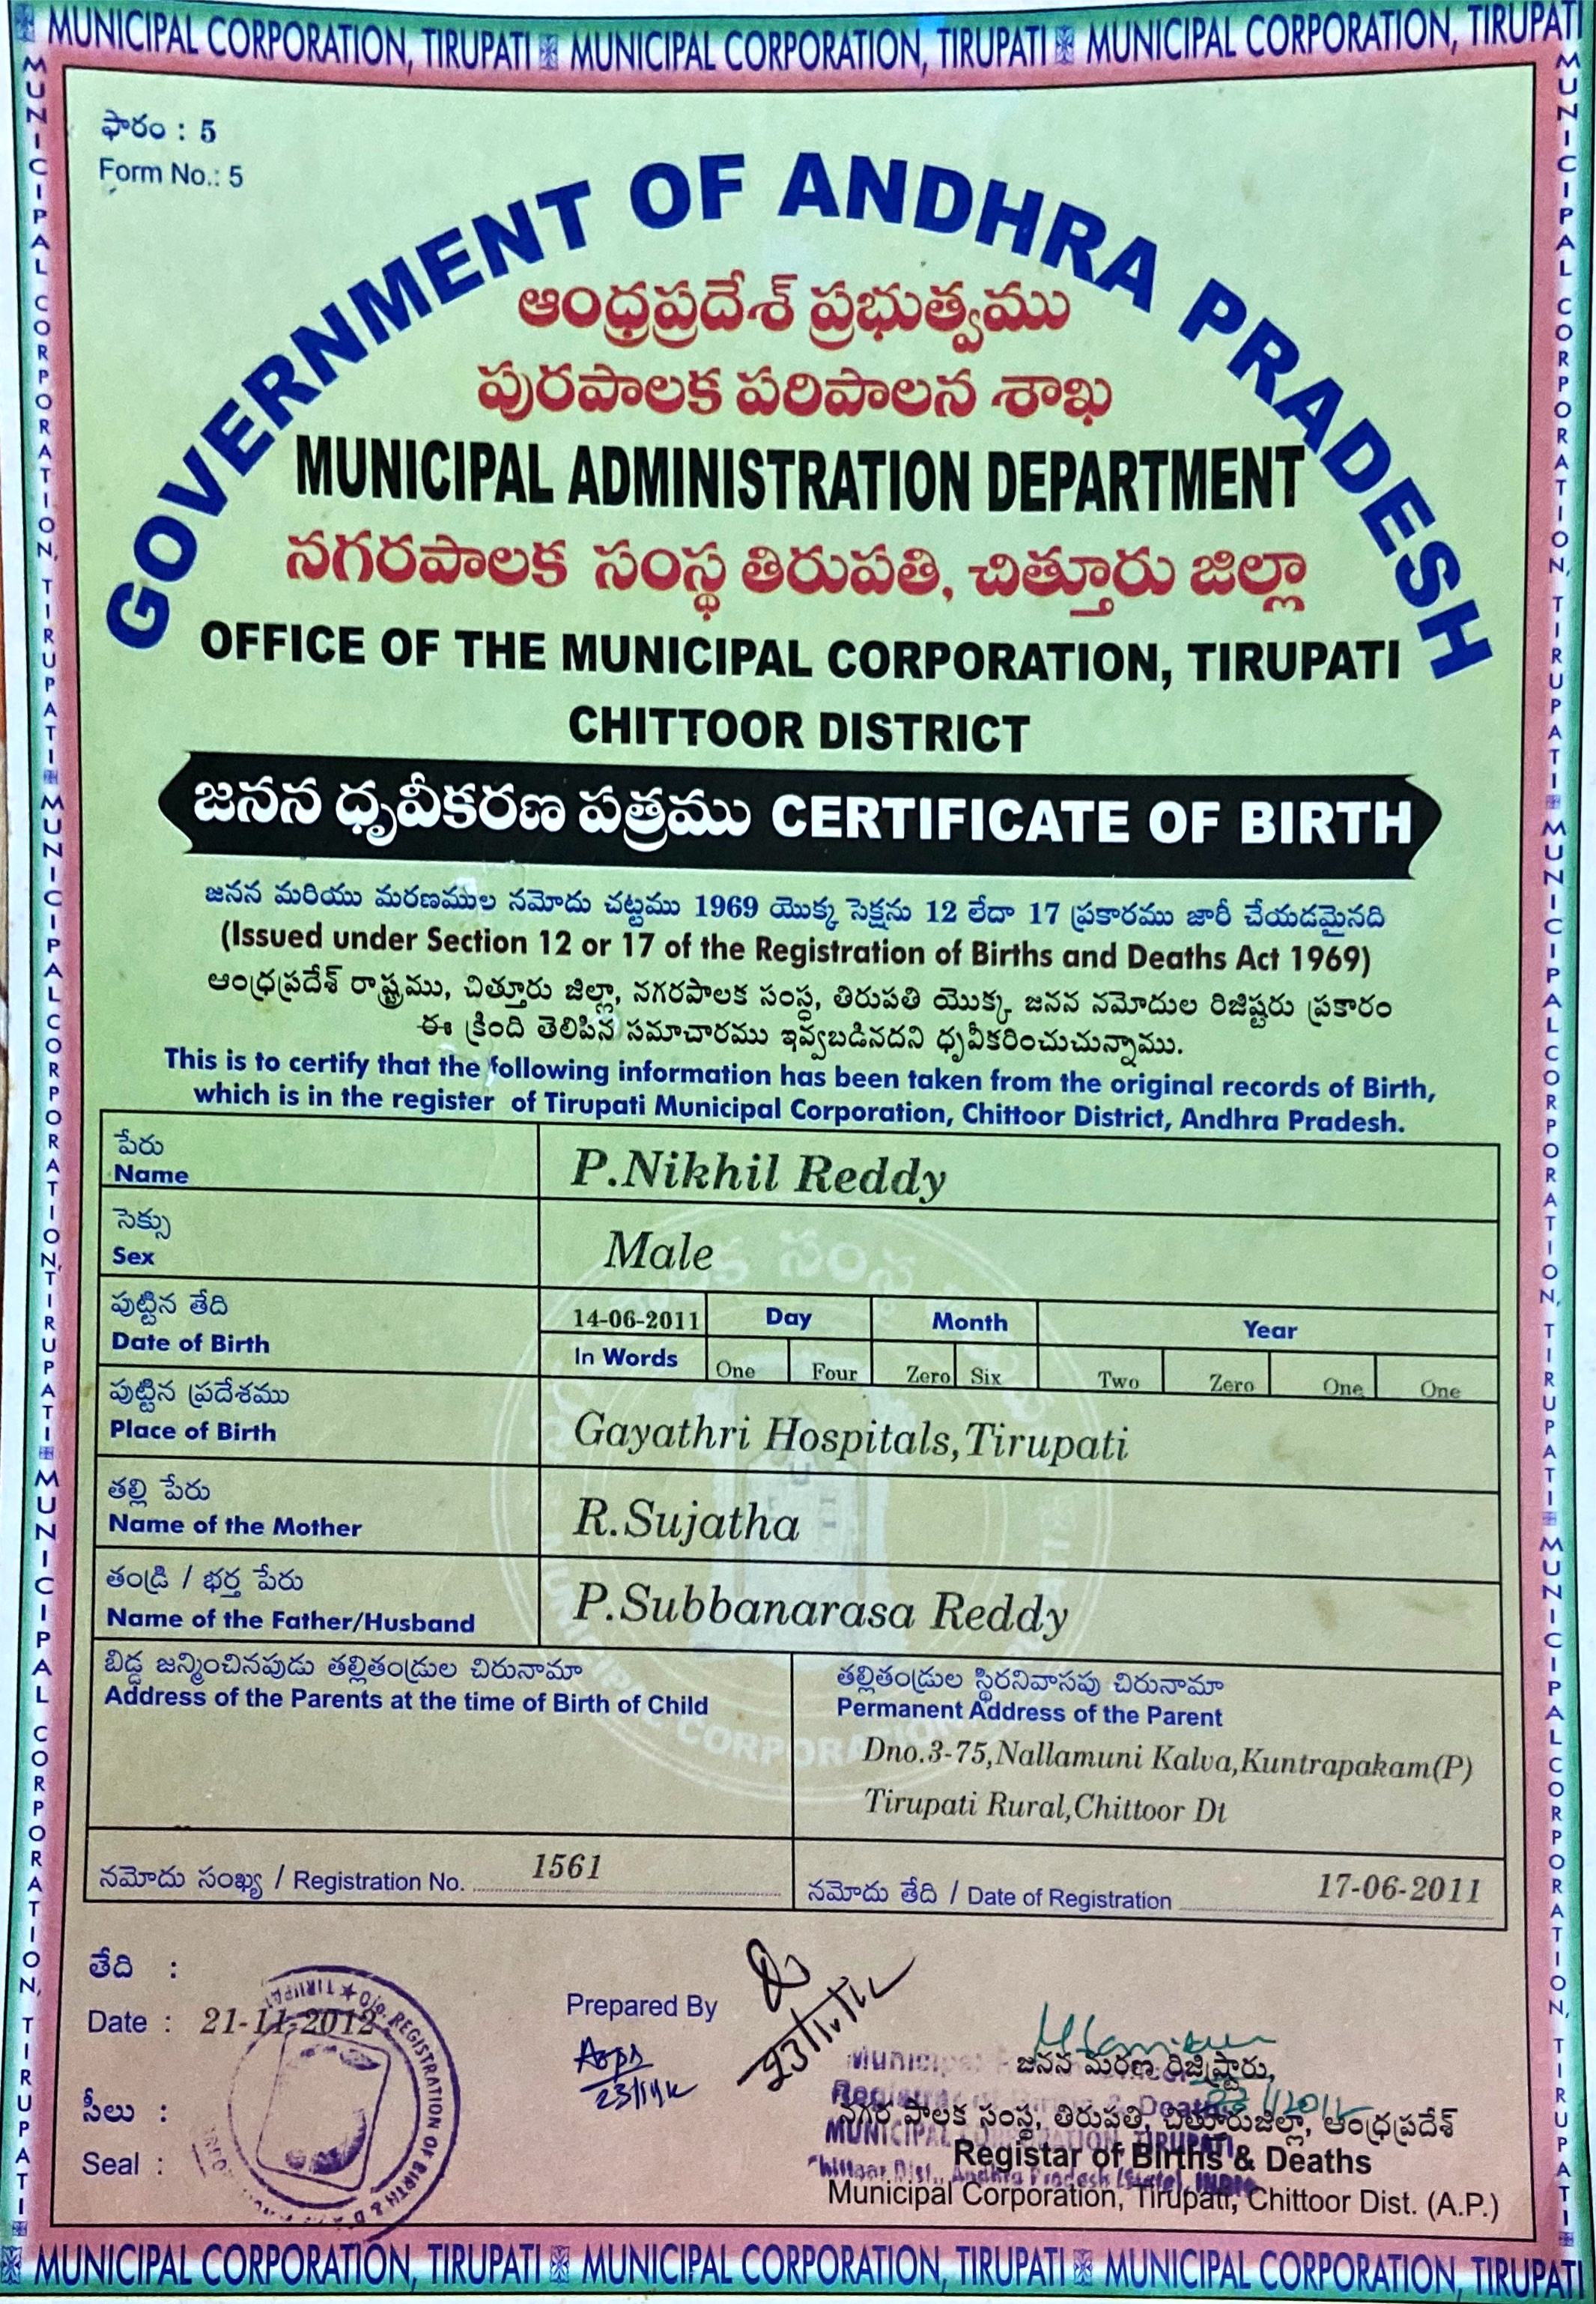 MUNICIPAL CORPORATION, TIRUPATI MUNICIPAL CORPORATION, TIRUPATI MUNICIPAL CORPORATION, TIRUPATI
ఫారం : 5
Form No.: 5
GOVERNMENT OF ANDHRA PRADESH
ఆంధ్రప్రదేశ్ ప్రభుత్వము
పురపాలక పరిపాలన శాఖ
MUNICIPAL ADMINISTRATION DEPARTMENT
నగరపాలక సంస్థ తిరుపతి, చిత్తూరు జిల్లా
OFFICE OF THE MUNICIPAL CORPORATION, TIRUPATI
CHITTOOR DISTRICT
జనన ధృవీకరణ పత్రము CERTIFICATE OF BIRTH
జనన మరియు మరణముల నమోదు చట్టము 1969 యొక్క సెక్షను 12 లేదా 17 ప్రకారము జారీ చేయడమైనది
(Issued under Section 12 or 17 of the Registration of Births and Deaths Act 1969)
ఆంధ్రప్రదేశ్ రాష్ట్రము, చిత్తూరు జిల్లా, నగరపాలక సంస్థ, తిరుపతి యొక్క జనన నమోదుల రిజిష్టరు ప్రకారం
ఈ క్రింది తెలిపిన సమాచారము ఇవ్వబడినదని ధృవీకరించుచున్నాము.
This is to certify that the following information has been taken from the original records of Birth,
which is in the register of Tirupati Municipal Corporation, Chittoor District, Andhra Pradesh.
పేరు
Name
P.Nikhil Reddy
సెక్సు
Sex
Male
పుట్టిన తేది
Date of Birth
14-06-2011 Day Month Year
In Words One Four Zero Six Two Zero One One
పుట్టిన ప్రదేశము
Place of Birth
Gayathri Hospitals,Tirupati
తల్లి పేరు
Name of the Mother
R.Sujatha
తండ్రి / భర్త పేరు
Name of the Father/Husband
P.Subbanarasa Reddy
బిడ్డ జన్మించినపుడు తల్లితండ్రుల చిరునామా
Address of the Parents at the time of Birth of Child
తల్లితండ్రుల స్థిరనివాసపు చిరునామా
Permanent Address of the Parent
Dno.3-75,Nallamuni Kalva,Kuntrapakam(P)
Tirupati Rural,Chittoor Dt
నమోదు సంఖ్య / Registration No. 1561
నమోదు తేది / Date of Registration 17-06-2011
తేది :
Date : 21-11-2012
సీలు :
Seal :
O/o. REGISTRATION OF BIRTH &
Prepared By
జనన మరణ రిజిష్ట్రారు,
నగర పాలక సంస్థ, తిరుపతి, చిత్తూరుజిల్లా, ఆంధ్రప్రదేశ్
Registar of Births & Deaths
Municipal Corporation, Tirupati, Chittoor Dist. (A.P.)
MUNICIPAL CORPORATION, TIRUPATI MUNICIPAL CORPORATION, TIRUPATI MUNICIPAL CORPORATION, TIRUPATI